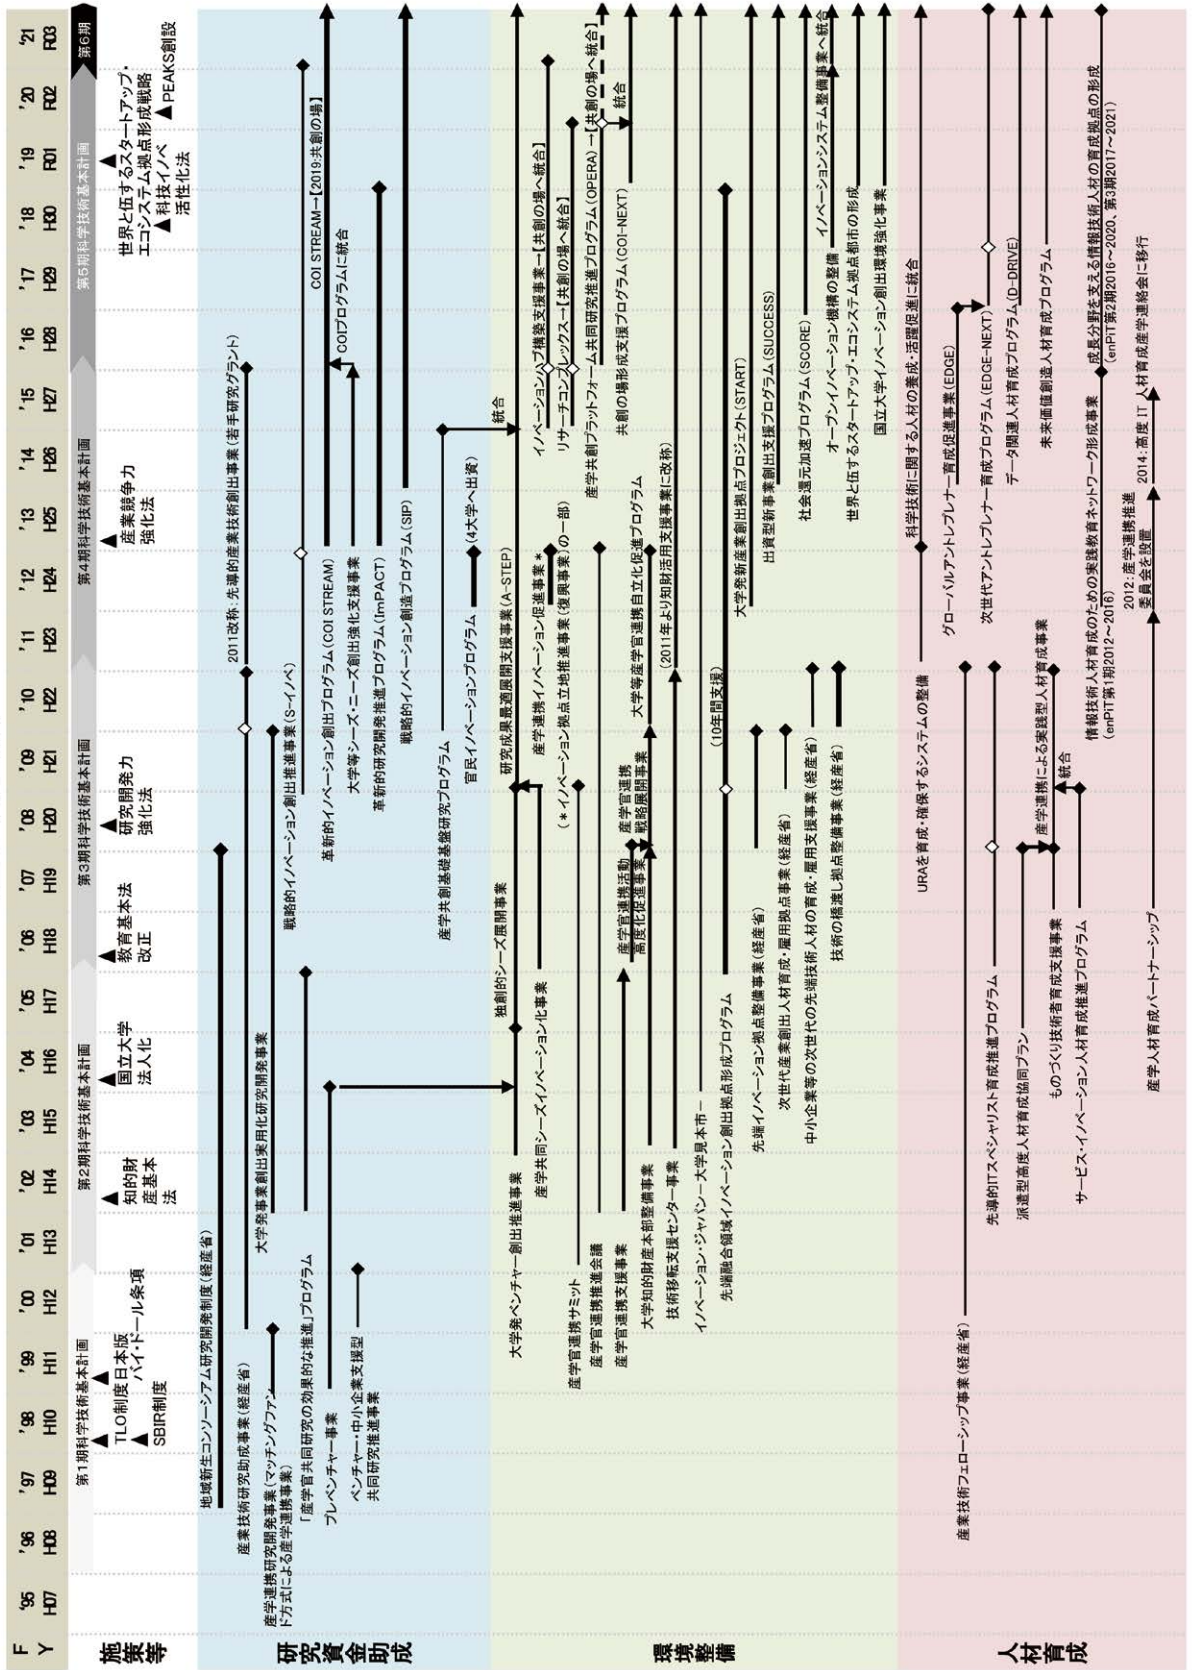 F Y
'95 '96 '97 '98 '99 '00 '01 '02 '03 '04 '05 '06 '07 '08 '09 '10 '11 '12 '13 '14 '15 '16 '17 '18 '19 '20 '21
H07 H08 H09 H10 H11 H12 H13 H14 H15 H16 H17 H18 H19 H20 H21 H22 H23 H24 H25 H26 H27 H28 H29 H30 R01 R02 R03
第1期科学技術基本計画
第2期科学技術基本計画
第3期科学技術基本計画
第4期科学技術基本計画
第5期科学技術基本計画
第6期
施策等
▲
TLO制度
▲
SBIR制度
▲
日本版
バイ・ドール条項
▲
知的財
産基本
法
▲
国立大学
法人化
▲
教育基本法
改正
▲
研究開発力
強化法
▲
産業競争力
強化法
世界と伍するスタートアップ・
エコシステム拠点形成戦略
▲
▲科技イノベ
活性化法
▲PEAKS創設
研究資金助成
地域新生コンソーシアム研究開発制度(経産省)
産業技術研究助成事業(経産省)
2011改称:先導的産業技術創出事業(若手研究グラント)
産学連携研究開発事業(マッチングファン
ド方式による産学連携事業)
大学発事業創出実用化研究開発事業
戦略的イノベーション創出推進事業(S-イノベ)
「産学官共同研究の効果的な推進」プログラム
COI STREAM→【2019:共創の場】
プレベンチャー事業
革新的イノベーション創出プログラム(COI STREAM)
COIプログラムに統合
ベンチャー・中小企業支援型
共同研究推進事業
大学等シーズ・ニーズ創出強化支援事業
革新的研究開発推進プログラム(ImPACT)
戦略的イノベーション創造プログラム(SIP)
産学共創基礎基盤研究プログラム
官民イノベーションプログラム
(4大学へ出資)
環境整備
統合
独創的シーズ展開事業
研究成果最適展開支援事業(A-STEP)
大学発ベンチャー創出推進事業
産学共同シーズイノベーション化事業
産学連携イノベーション促進事業*
イノベーションハブ構築支援事業→【共創の場へ統合】
(*イノベーション拠点立地推進事業(復興事業)の一部)
リサーチコンプレックス→【共創の場へ統合】
産学官連携サミット
産学共創プラットフォーム共同研究推進プログラム(OPERA)→【共創の場へ統合】
産学官連携推進会議
統合
産学官連携支援事業
産学官連携活動
高度化促進事業
産学官連携
戦略展開事業
大学等産学官連携自立化促進プログラム
共創の場形成支援プログラム(COI-NEXT)
大学知的財産本部整備事業
技術移転支援センター事業
(2011年より知財活用支援事業に改称)
イノベーション・ジャパン-大学見本市-
先端融合領域イノベーション創出拠点形成プログラム
(10年間支援)
大学発新産業創出拠点プロジェクト(START)
先端イノベーション拠点整備事業(経産省)
出資型新事業創出支援プログラム(SUCCESS)
次世代産業創出人材育成・雇用拠点事業(経産省)
社会還元加速プログラム(SCORE)
中小企業等の次世代の先端技術人材の育成・雇用支援事業(経産省)
イノベーションシステム整備事業へ統合
オープンイノベーション機構の整備
技術の橋渡し拠点整備事業(経産省)
世界と伍するスタートアップ・エコシステム拠点都市の形成
国立大学イノベーション創出環境強化事業
人材育成
URAを育成・確保するシステムの整備
科学技術に関する人材の養成・活躍促進に統合
グローバルアントレプレナー育成促進事業(EDGE)
産業技術フェローシップ事業(経産省)
次世代アントレプレナー育成プログラム(EDGE-NEXT)
先導的ITスペシャリスト育成推進プログラム
データ関連人材育成プログラム(D-DRIVE)
派遣型高度人材育成協同プラン
産学連携による実践型人材育成事業
未来価値創造人材育成プログラム
ものづくり技術者育成支援事業
統合
サービス・イノベーション人材育成推進プログラム
情報技術人材育成のための実践教育ネットワーク形成事業
(enPiT第1期2012~2016)
成長分野を支える情報技術人材の育成拠点の形成
(enPiT第2期2016~2020、第3期2017~2021)
2012:産学連携推進
委員会を設置
2014:高度IT人材育成産学連絡会に移行
産学人材育成パートナーシップ